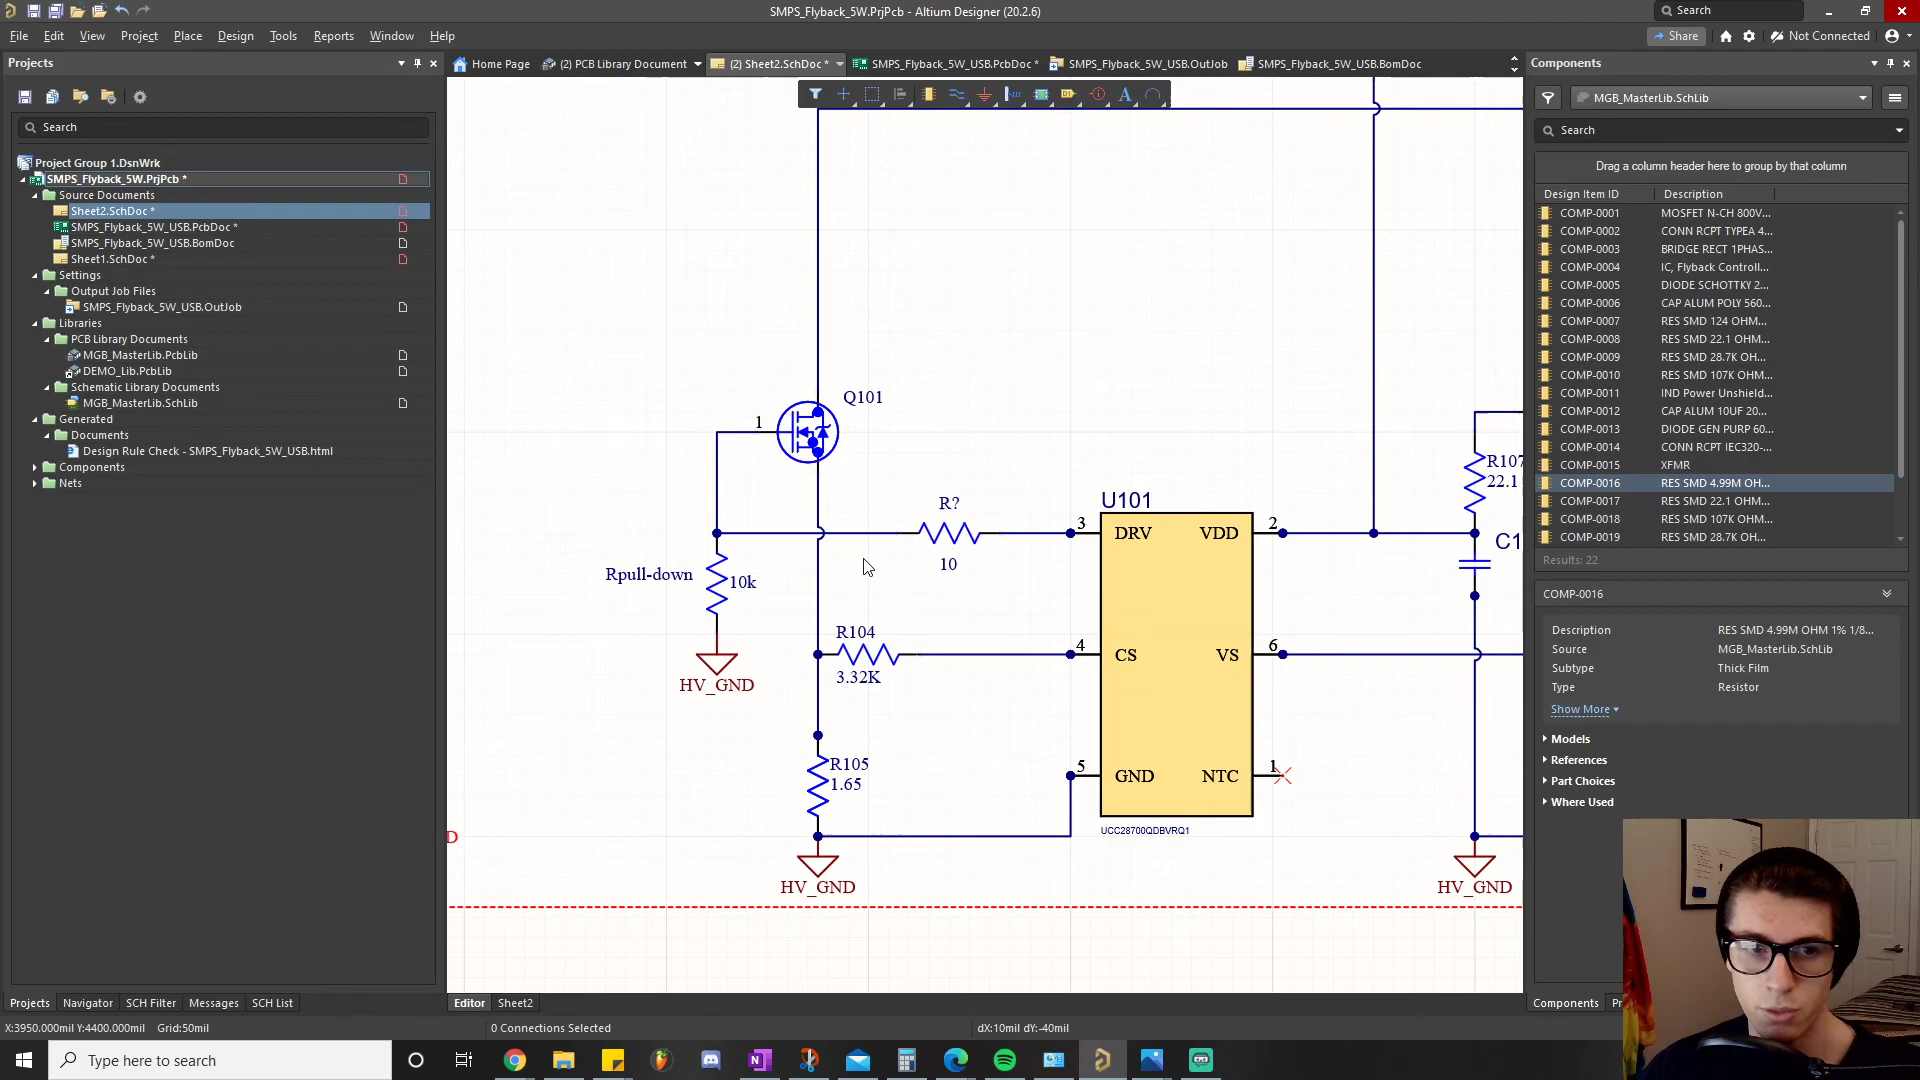 SMPS_Flyback_5W.PrjPcb - Altium Designer (20.2.6)
Search
File Edit View Project Place Design Tools Reports Window Help
Share
Not Connected
Projects
Home Page
(2) PCB Library Document
(2) Sheet2.SchDoc *
SMPS_Flyback_5W_USB.PcbDoc *
SMPS_Flyback_5W_USB.OutJob
SMPS_Flyback_5W_USB.BomDoc
Components
MGB_MasterLib.SchLib
Search
Search
Project Group 1.DsnWrk
SMPS_Flyback_5W.PrjPcb *
Source Documents
Sheet2.SchDoc *
SMPS_Flyback_5W_USB.PcbDoc *
SMPS_Flyback_5W_USB.BomDoc
Sheet1.SchDoc *
Settings
Output Job Files
SMPS_Flyback_5W_USB.OutJob
Libraries
PCB Library Documents
MGB_MasterLib.PcbLib
DEMO_Lib.PcbLib
Schematic Library Documents
MGB_MasterLib.SchLib
Generated
Documents
Design Rule Check - SMPS_Flyback_5W_USB.html
Components
Nets
Q101
1
R?
10
Rpull-down
10k
HV_GND
R104
3.32K
R105
1.65
HV_GND
U101
3 DRV VDD 2
4 CS VS 6
5 GND NTC 1
UCC28700QDBVRQ1
R107
22.1
C1
HV_GND
D
Drag a column header here to group by that column
Design Item ID Description
COMP-0001 MOSFET N-CH 800V...
COMP-0002 CONN RCPT TYPEA 4...
COMP-0003 BRIDGE RECT 1PHAS...
COMP-0004 IC, Flyback Controll...
COMP-0005 DIODE SCHOTTKY 2...
COMP-0006 CAP ALUM POLY 560...
COMP-0007 RES SMD 124 OHM...
COMP-0008 RES SMD 22.1 OHM...
COMP-0009 RES SMD 28.7K OH...
COMP-0010 RES SMD 107K OHM...
COMP-0011 IND Power Unshield...
COMP-0012 CAP ALUM 10UF 20...
COMP-0013 DIODE GEN PURP 60...
COMP-0014 CONN RCPT IEC320-...
COMP-0015 XFMR
COMP-0016 RES SMD 4.99M OH...
COMP-0017 RES SMD 22.1 OHM...
COMP-0018 RES SMD 107K OHM...
COMP-0019 RES SMD 28.7K OH...
Results: 22
COMP-0016
Description RES SMD 4.99M OHM 1% 1/8...
Source MGB_MasterLib.SchLib
Subtype Thick Film
Type Resistor
Show More
Models
References
Part Choices
Where Used
Projects Navigator SCH Filter Messages SCH List
Editor Sheet2
Components Pr
X:3950.000mil Y:4400.000mil Grid:50mil
0 Connections Selected
dX:10mil dY:-40mil
Type here to search